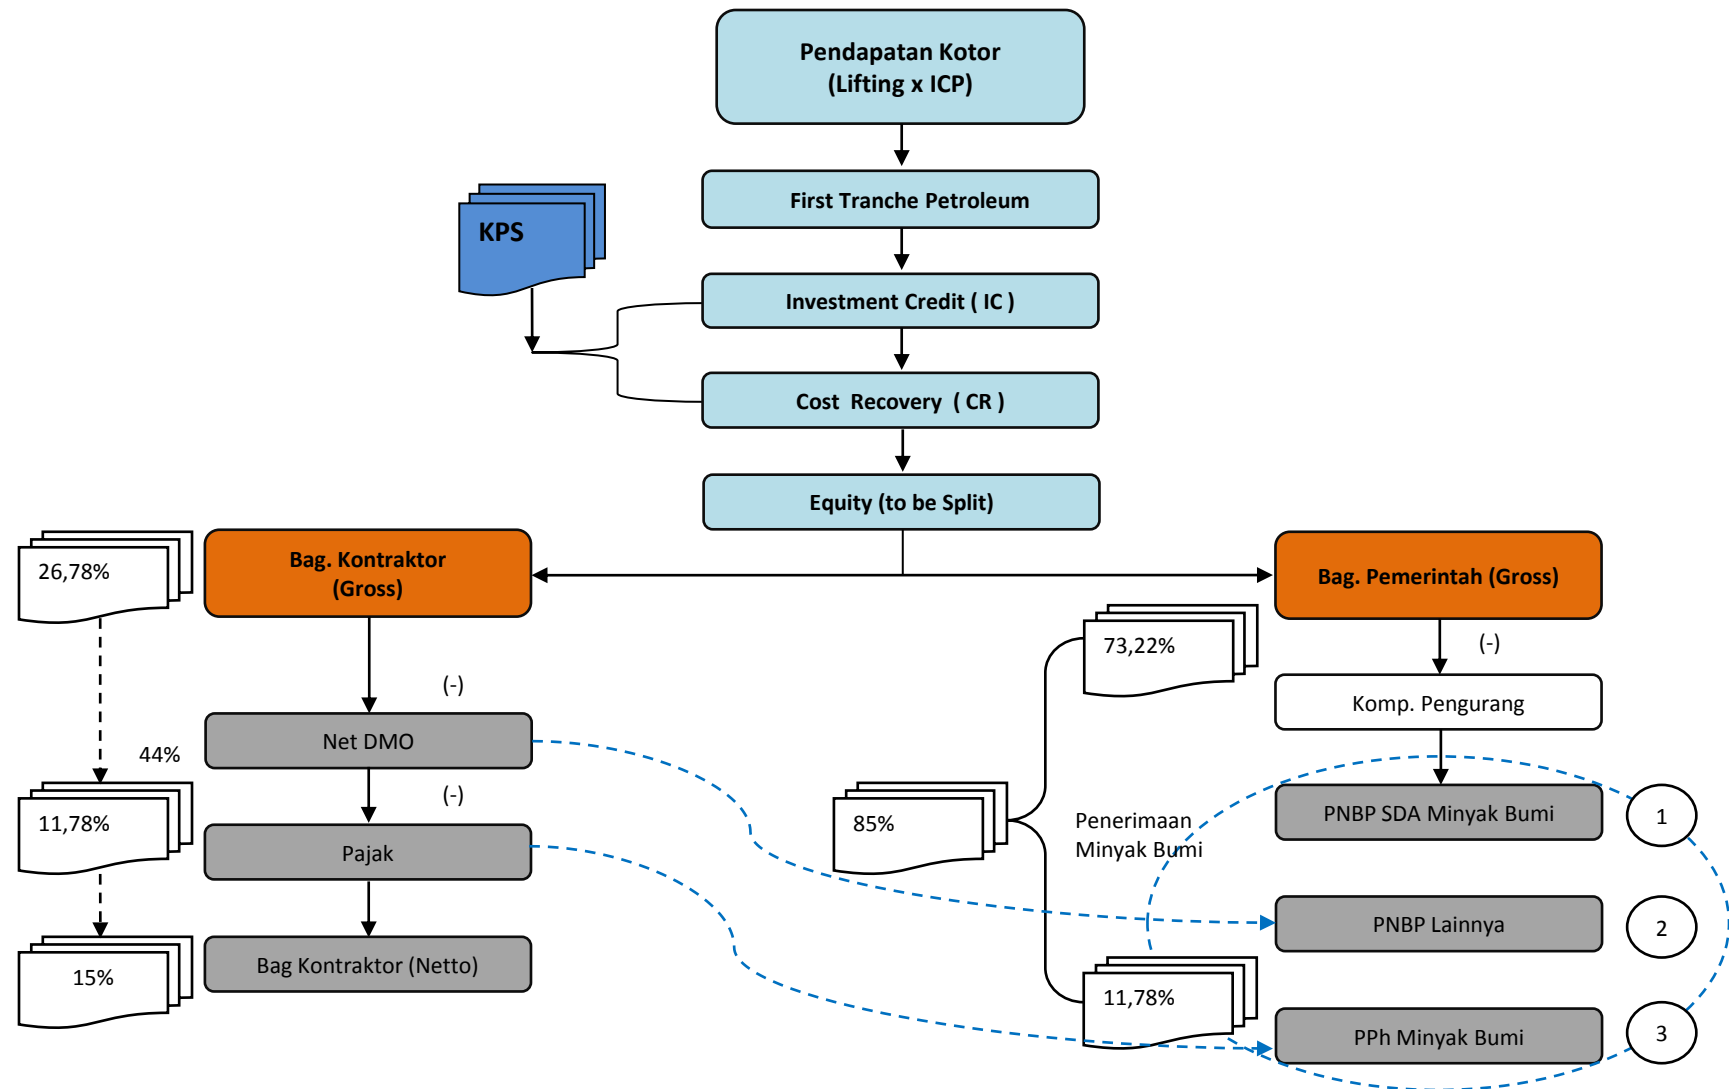 Pendapatan Kotor
(Lifting x ICP)
First Tranche Petroleum
KPS
Investment Credit ( IC )
Cost Recovery ( CR )
Equity (to be Split)
26,78%
Bag. Kontraktor
(Gross)
Bag. Pemerintah (Gross)
73,22%
(-)
(-)
Komp. Pengurang
Net DMO
44%
(-)
11,78%
85%
Penerimaan
Minyak Bumi
PNBP SDA Minyak Bumi
1
Pajak
PNBP Lainnya
2
15%
Bag Kontraktor (Netto)
11,78%
PPh Minyak Bumi
3